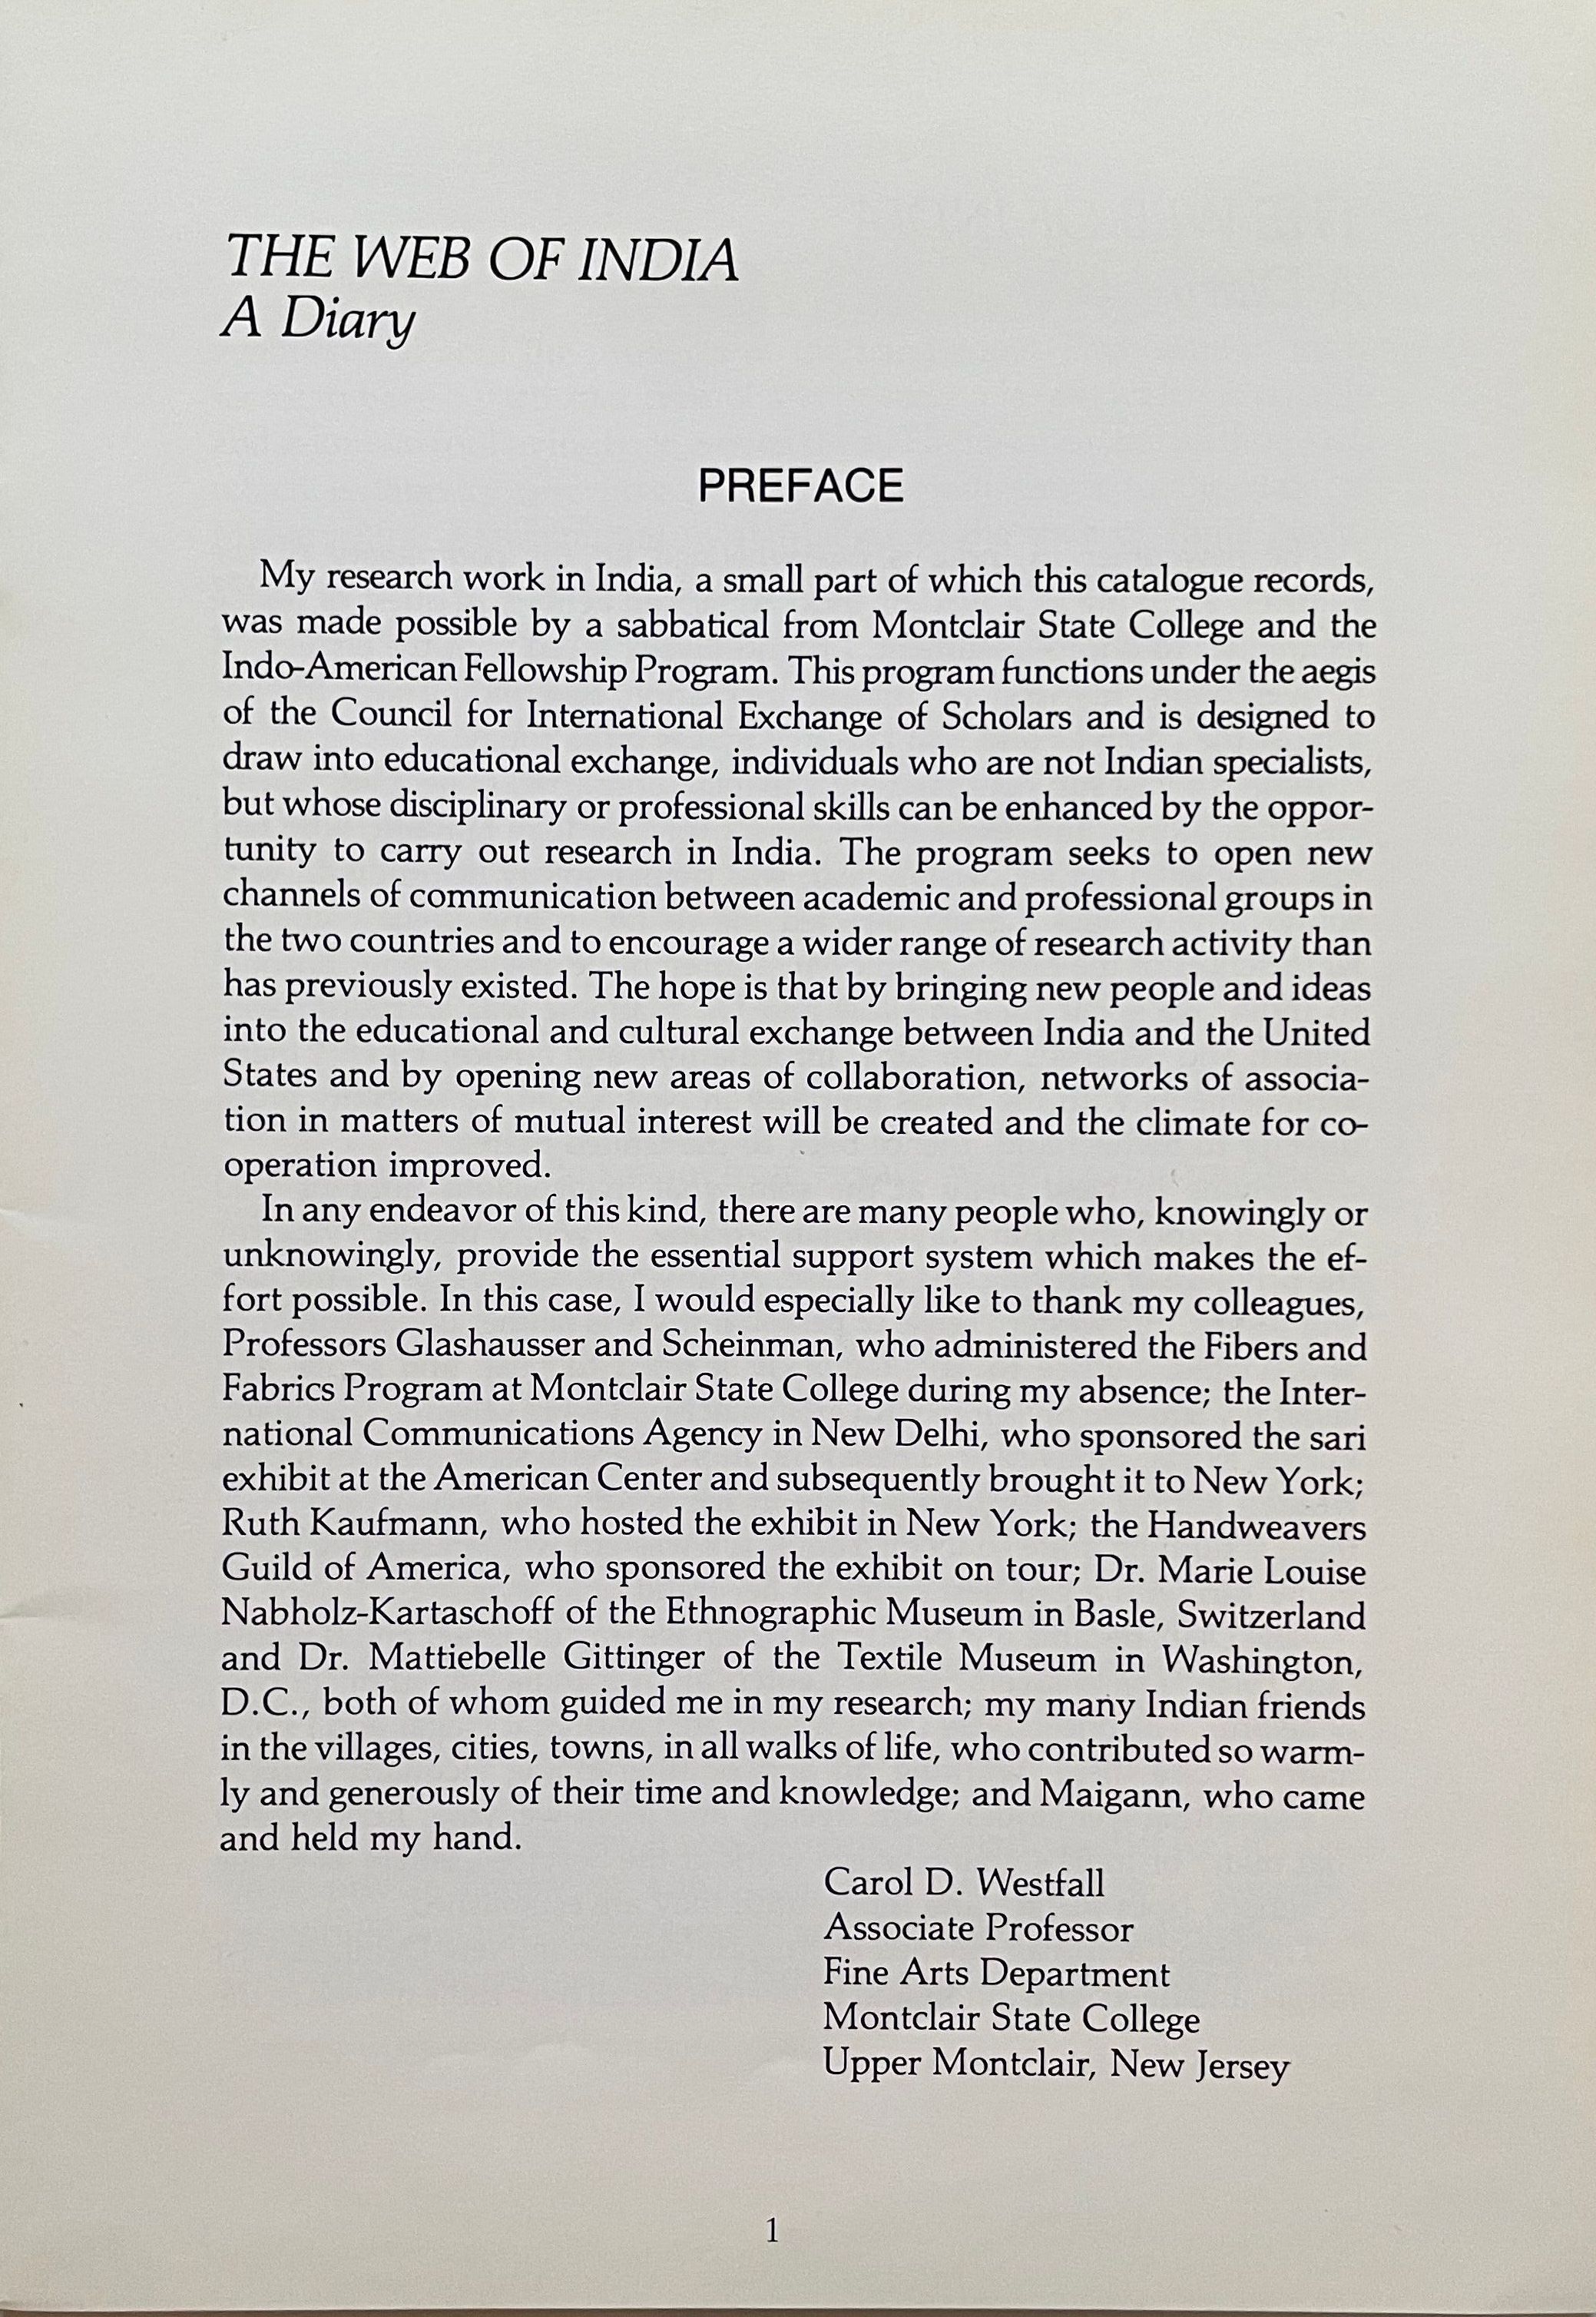 THE WEB OF INDIA
A Diary
PREFACE
My research work in India, a small part of which this catalogue records,
was made possible by a sabbatical from Montclair State College and the
Indo-American Fellowship Program. This program functions under the aegis
of the Council for International Exchange of Scholars and is designed to
draw into educational exchange, individuals who are not Indian specialists,
but whose disciplinary or professional skills can be enhanced by the oppor-
tunity to carry out research in India. The program seeks to open new
channels of communication between academic and professional groups in
the two countries and to encourage a wider range of research activity than
has previously existed. The hope is that by bringing new people and ideas
into the educational and cultural exchange between India and the United
States and by opening new areas of collaboration, networks of associa-
tion in matters of mutual interest will be created and the climate for co-
operation improved.
In any endeavor of this kind, there are many people who, knowingly or
unknowingly, provide the essential support system which makes the ef-
fort possible. In this case, I would especially like to thank my colleagues,
Professors Glashausser and Scheinman, who administered the Fibers and
Fabrics Program at Montclair State College during my absence; the Inter-
national Communications Agency in New Delhi, who sponsored the sari
exhibit at the American Center and subsequently brought it to New York;
Ruth Kaufmann, who hosted the exhibit in New York; the Handweavers
Guild of America, who sponsored the exhibit on tour; Dr. Marie Louise
Nabholz-Kartaschoff of the Ethnographic Museum in Basle, Switzerland
and Dr. Mattiebelle Gittinger of the Textile Museum in Washington,
D.C., both of whom guided me in my research; my many Indian friends
in the villages, cities, towns, in all walks of life, who contributed so warm-
ly and generously of their time and knowledge; and Maigann, who came
and held my hand.
Carol D. Westfall
Associate Professor
Fine Arts Department
Montclair State College
Upper Montclair, New Jersey
1